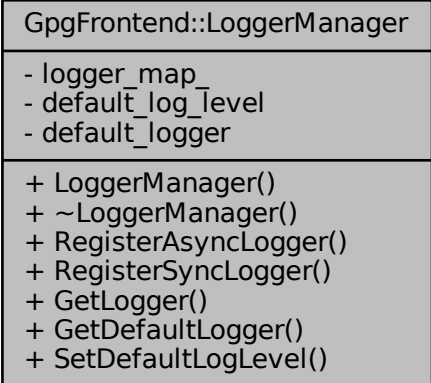 GpgFrontend::LoggerManager
- logger_map_
- default_log_level
- default_logger
+ LoggerManager()
+ ~LoggerManager()
+ RegisterAsyncLogger()
+ RegisterSyncLogger()
+ GetLogger()
+ GetDefaultLogger()
+ SetDefaultLogLevel()